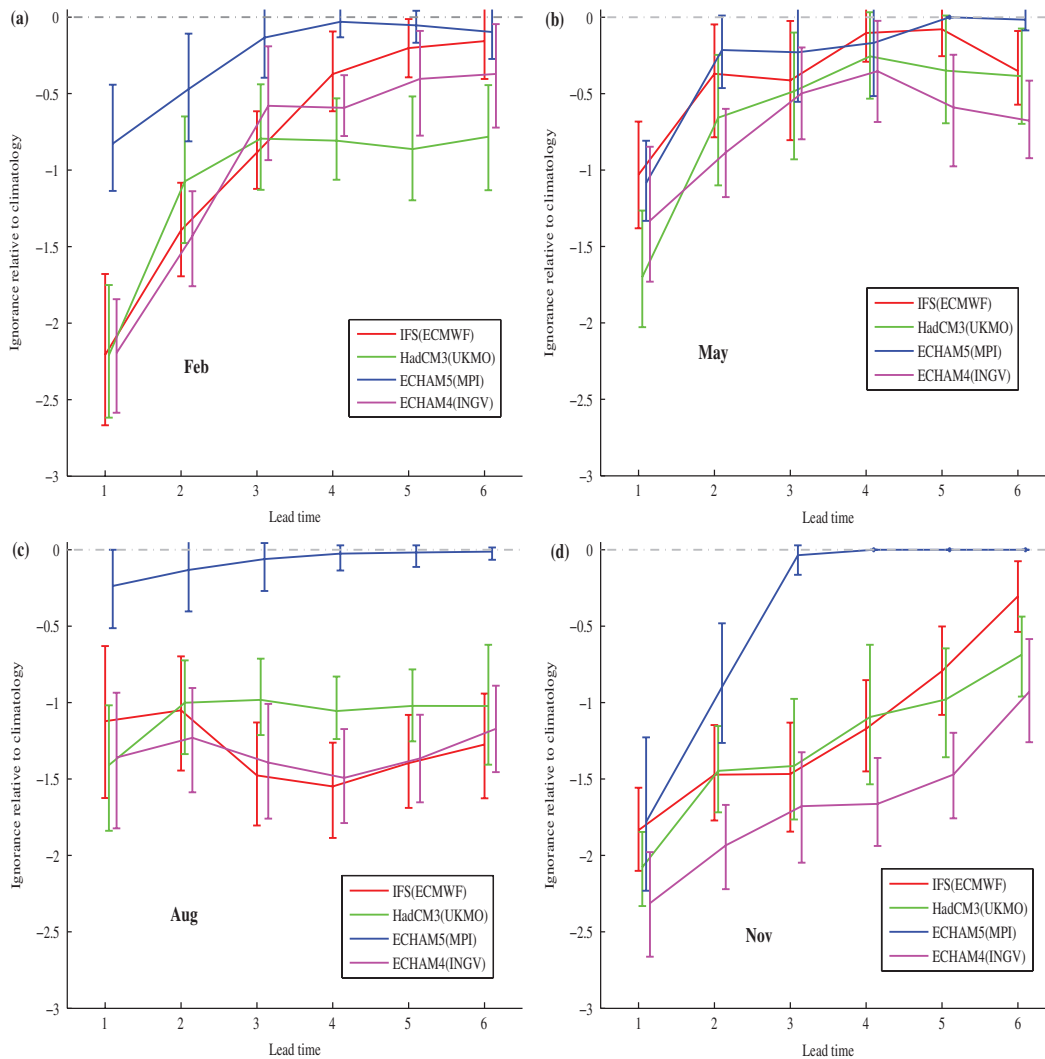 (a)
0
−0.5
−1
−1.5
−2
−2.5
−3
Ignorance relative to climatology
Feb
IFS(ECMWF)
HadCM3(UKMO)
ECHAM5(MPI)
ECHAM4(INGV)
1 2 3 4 5 6
Lead time
(b)
0
−0.5
−1
−1.5
−2
−2.5
−3
Ignorance relative to climatology
May
IFS(ECMWF)
HadCM3(UKMO)
ECHAM5(MPI)
ECHAM4(INGV)
1 2 3 4 5 6
Lead time
(c)
0
−0.5
−1
−1.5
−2
−2.5
−3
Ignorance relative to climatology
Aug
IFS(ECMWF)
HadCM3(UKMO)
ECHAM5(MPI)
ECHAM4(INGV)
1 2 3 4 5 6
Lead time
(d)
0
−0.5
−1
−1.5
−2
−2.5
−3
Ignorance relative to climatology
Nov
IFS(ECMWF)
HadCM3(UKMO)
ECHAM5(MPI)
ECHAM4(INGV)
1 2 3 4 5 6
Lead time